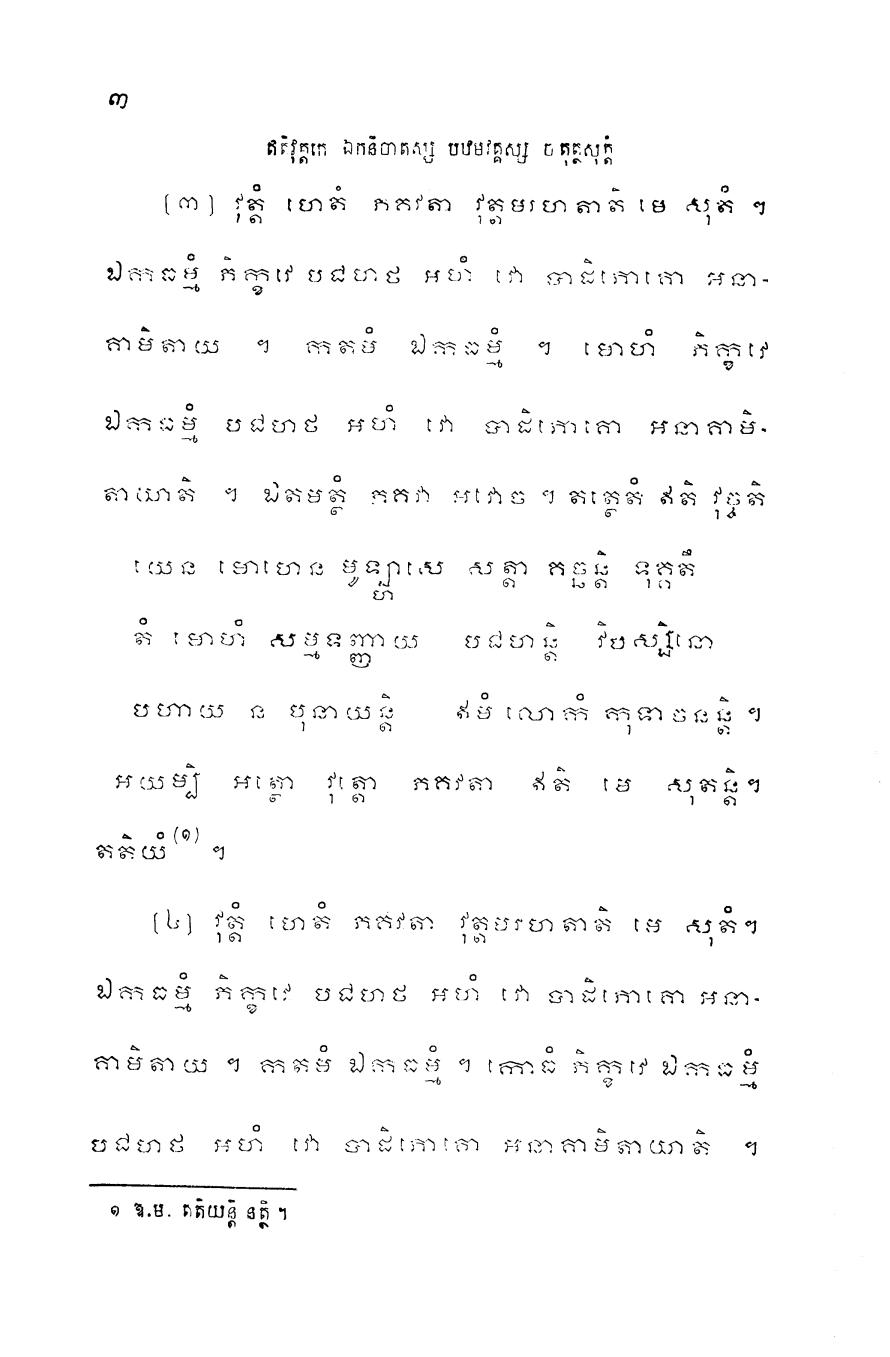 ៣
ឥតិវុត្តកេ ឯកនិបាតស្ស បឋមវគ្គស្ស ចតុត្ថសុត្តំ
[៣] វុត្តំ ហេតំ ភគវតា វុត្តមរហតាតិ មេ សុតំ ។
ឯកធម្មំ ភិក្ខវេ បជហថ អហំ វោ បាដិភោគោ អនា-
គាមិតាយ ។ កតមំ ឯកធម្មំ ។ មោហំ ភិក្ខវេ
ឯកធម្មំ បជហថ អហំ វោ បាដិភោគោ អនាគាមិ-
តាយាតិ ។ ឯតមត្ថំ ភគវា អវោច ។ តត្ថេតំ ឥតិ វុច្ចតិ
យេន មោហេន មូឡ្ហាសេ សត្តា គច្ឆន្តិ ទុគ្គតឹ
តំ មោហំ សម្មទញ្ញាយ បជហន្តិ វិបស្សិនោ
បហាយ ន បុនាយន្តិ ឥមំ លោកំ កុទាចនន្តិ ។
អយម្បិ អត្ថោ វុត្តោ ភគវតា ឥតិ មេ សុតន្តិ។
តតិយំ(១) ។
[៤] វុត្តំ ហេតំ ភគវតា វុត្តមរហតាតិ មេ សុតំ។
ឯកធម្មំ ភិក្ខវេ បជហថ អហំ វោ បាដិភោគោ អនា-
គាមិតាយ ។ កតមំ ឯកធម្មំ ។ កោធំ ភិក្ខវេ ឯកធម្មំ
បជហថ អហំ វោ បាដិភោគោ អនាគាមិតាយាតិ ។
១ ឱ.ម. តតិយន្តិ នត្ថិ ។